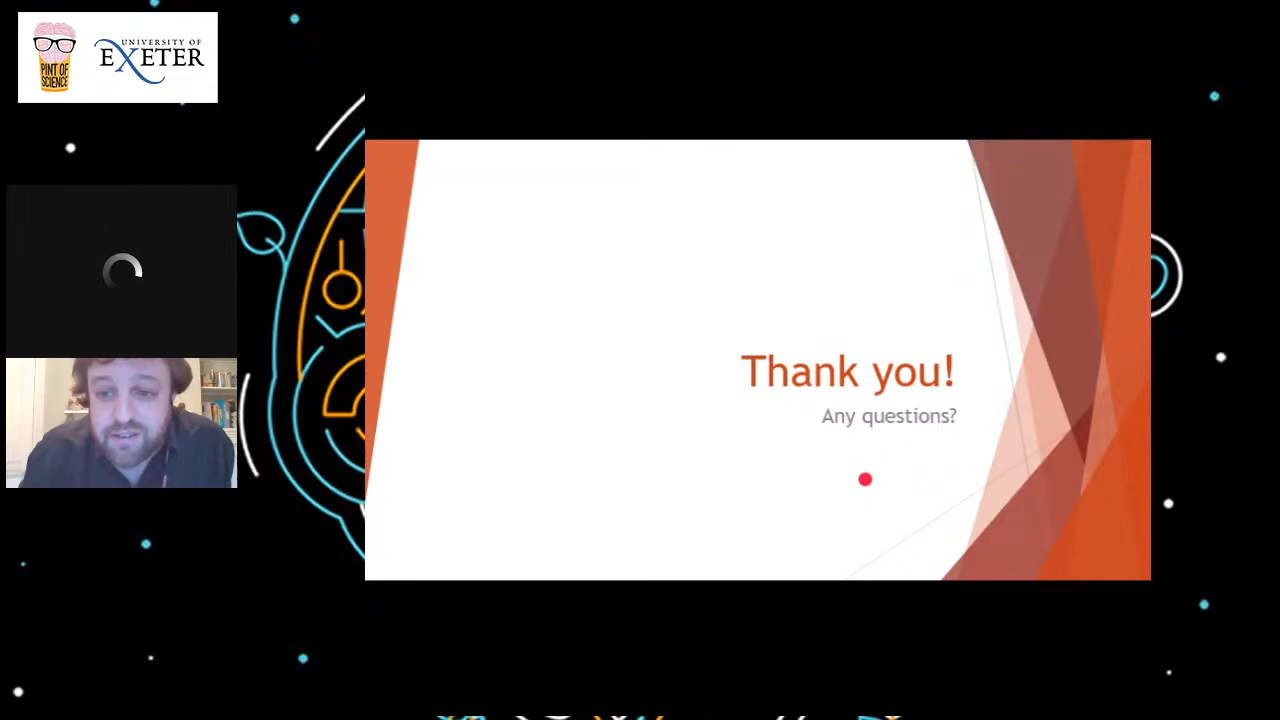 PINT OF
SCIENCE
UNIVERSITY OF
EXETER
Thank you!
Any questions?